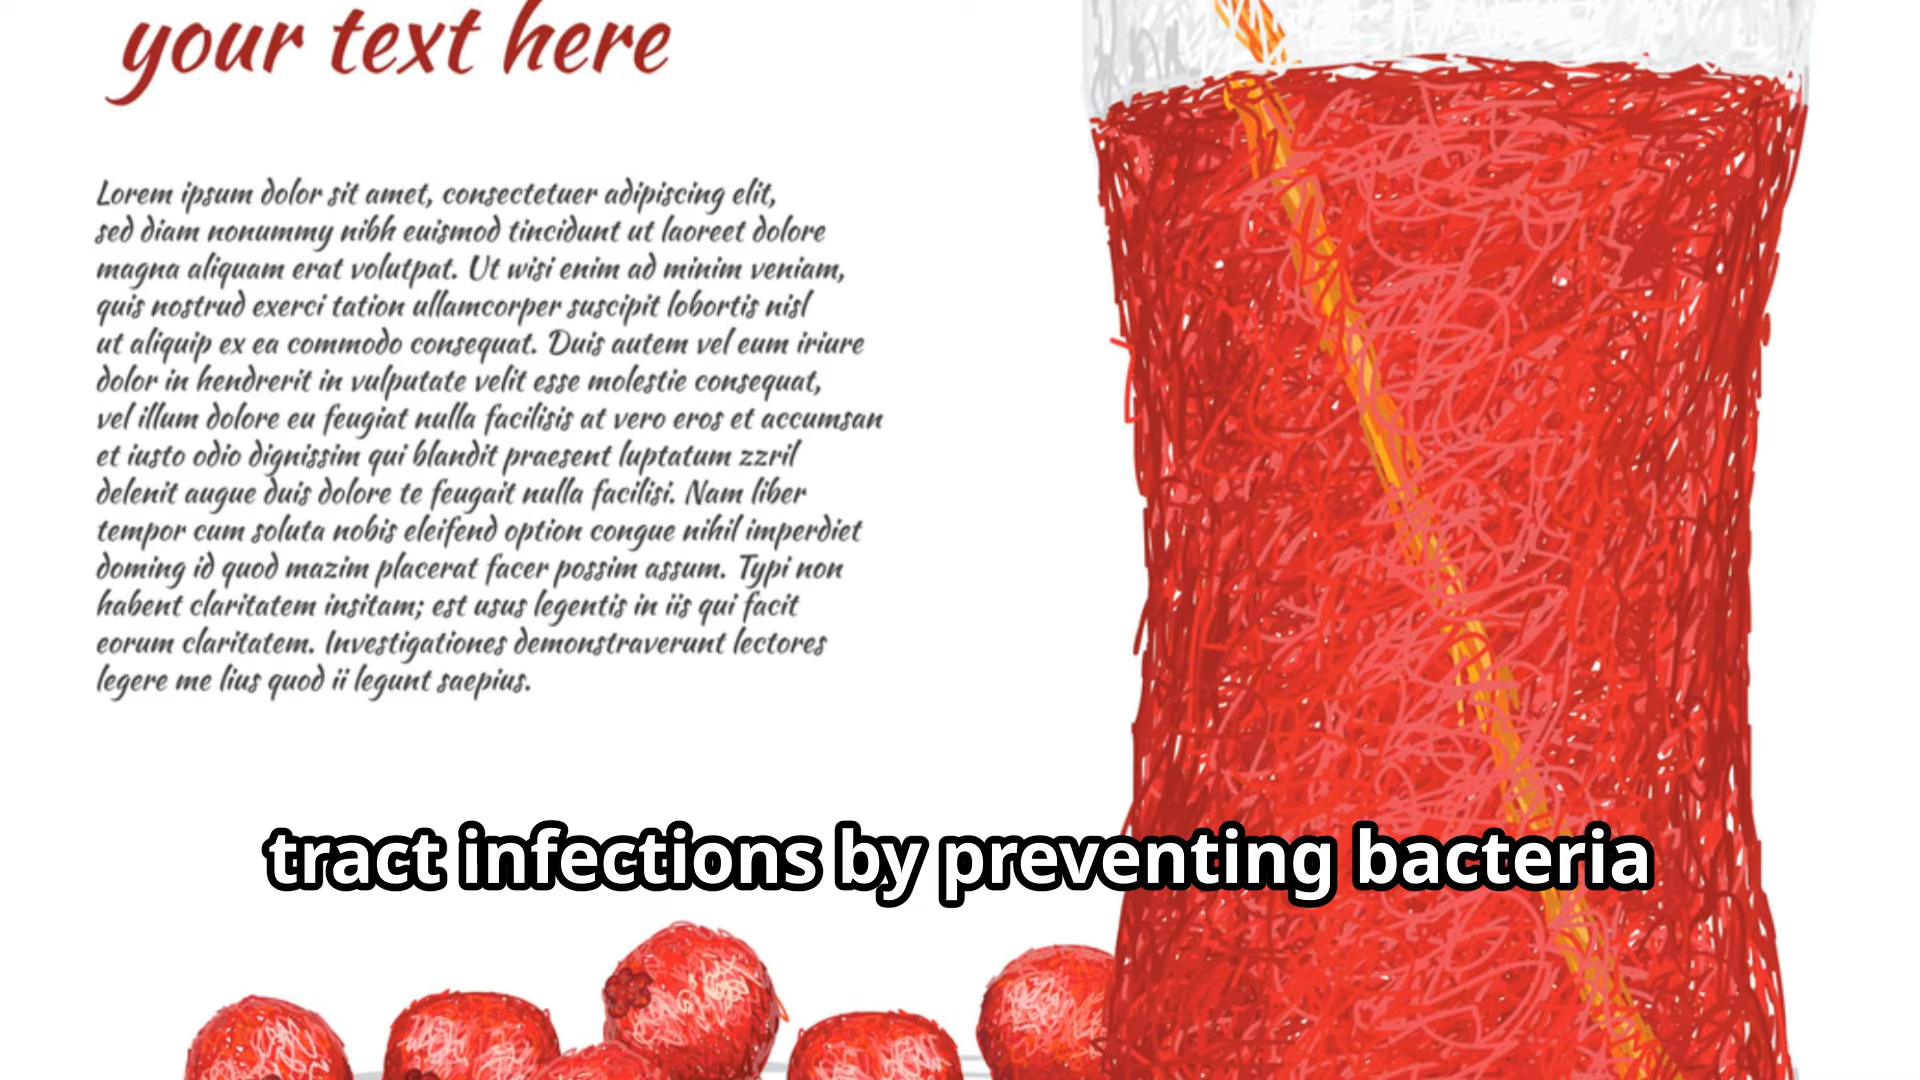 your text here
Lorem ipsum dolor sit amet, consectetuer adipiscing elit,
sed diam nonummy nibh euismod tincidunt ut laoreet dolore
magna aliquam erat volutpat. Ut wisi enim ad minim veniam,
quis nostrud exerci tation ullamcorper suscipit lobortis nisl
ut aliquip ex ea commodo consequat. Duis autem vel eum iriure
dolor in hendrerit in vulputate velit esse molestie consequat,
vel illum dolore eu feugiat nulla facilisis at vero eros et accumsan
et iusto odio dignissim qui blandit praesent luptatum zzril
delenit augue duis dolore te feugait nulla facilisi. Nam liber
tempor cum soluta nobis eleifend option congue nihil imperdiet
doming id quod mazim placerat facer possim assum. Typi non
habent claritatem insitam; est usus legentis in iis qui facit
eorum claritatem. Investigationes demonstraverunt lectores
legere me lius quod ii legunt saepius.
tract infections by preventing bacteria